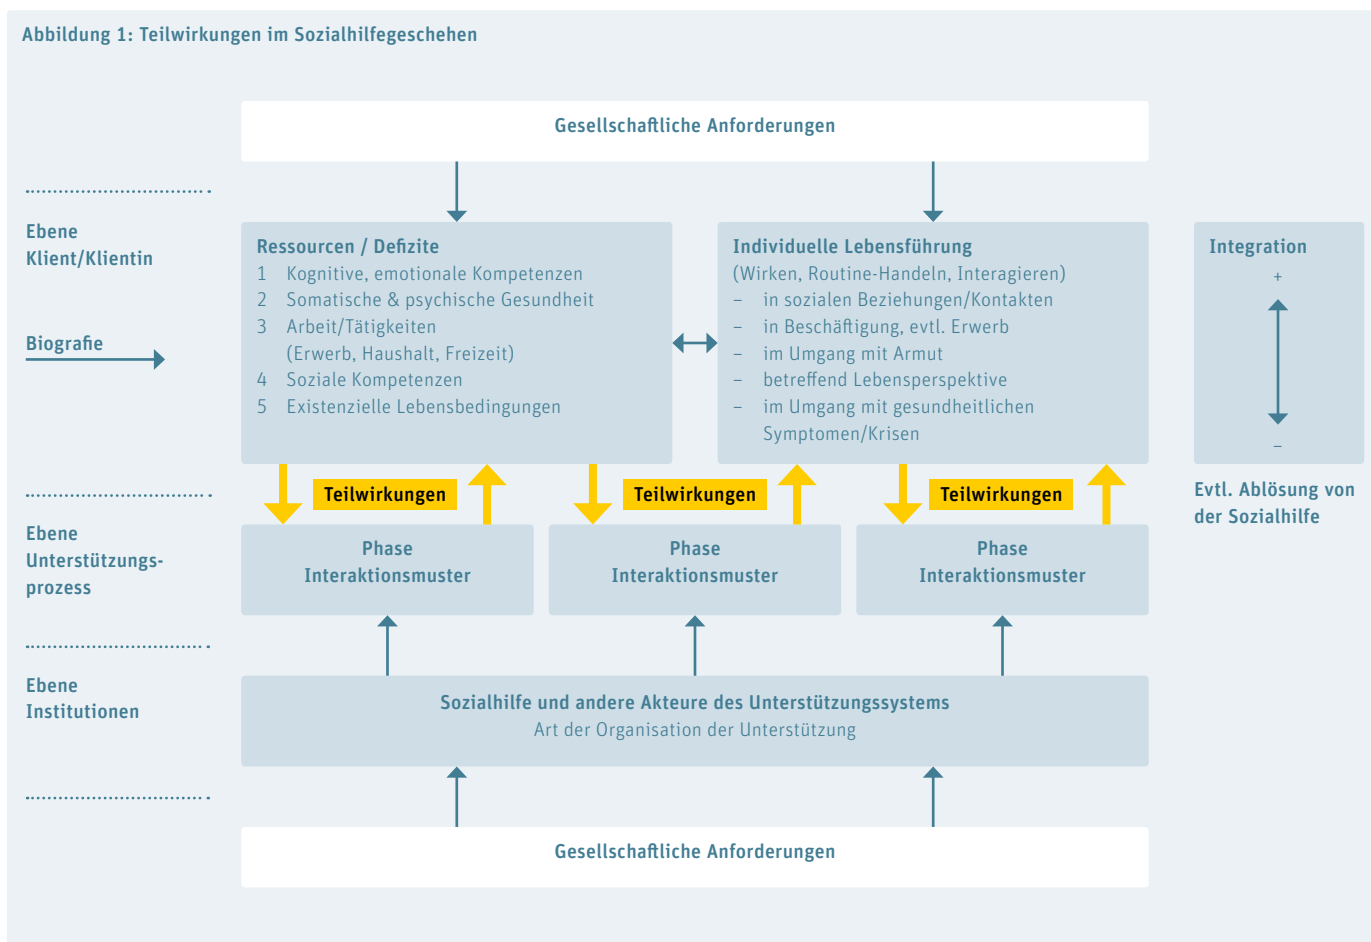 Abbildung 1: Teilwirkungen im Sozialhilfegeschehen
Gesellschaftliche Anforderungen
Ebene
Klient/Klientin
Biografie
Ressourcen / Defizite
1 Kognitive, emotionale Kompetenzen
2 Somatische & psychische Gesundheit
3 Arbeit/Tätigkeiten
(Erwerb, Haushalt, Freizeit)
4 Soziale Kompetenzen
5 Existenzielle Lebensbedingungen
Individuelle Lebensführung
(Wirken, Routine-Handeln, Interagieren)
– in sozialen Beziehungen/Kontakten
– in Beschäftigung, evtl. Erwerb
– im Umgang mit Armut
– betreffend Lebensperspektive
– im Umgang mit gesundheitlichen
Symptomen/Krisen
Integration
+
–
Evtl. Ablösung von
der Sozialhilfe
Teilwirkungen
Teilwirkungen
Teilwirkungen
Ebene
Unterstützungs-
prozess
Phase
Interaktionsmuster
Phase
Interaktionsmuster
Phase
Interaktionsmuster
Ebene
Institutionen
Sozialhilfe und andere Akteure des Unterstützungssystems
Art der Organisation der Unterstützung
Gesellschaftliche Anforderungen